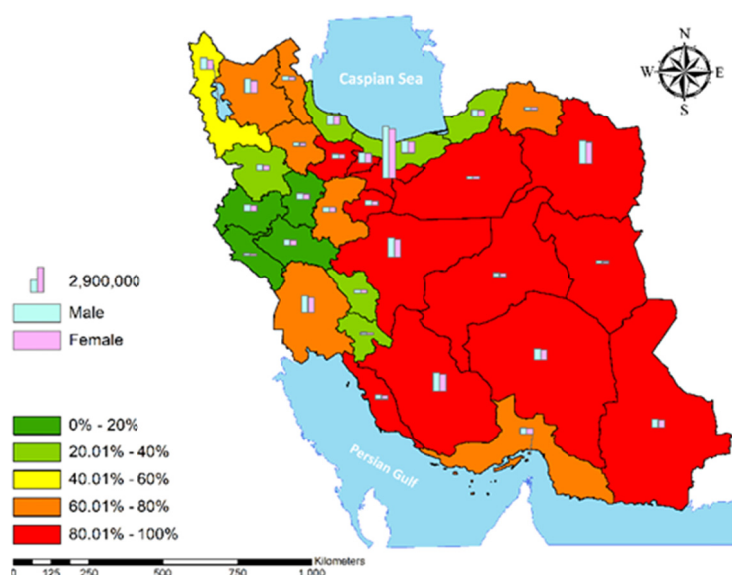 N
W E
S
Caspian Sea
2,900,000
Male
Female
Persian Gulf
0% - 20%
20.01% - 40%
40.01% - 60%
60.01% - 80%
80.01% - 100%
Kilometers
0 125 250 500 750 1,000